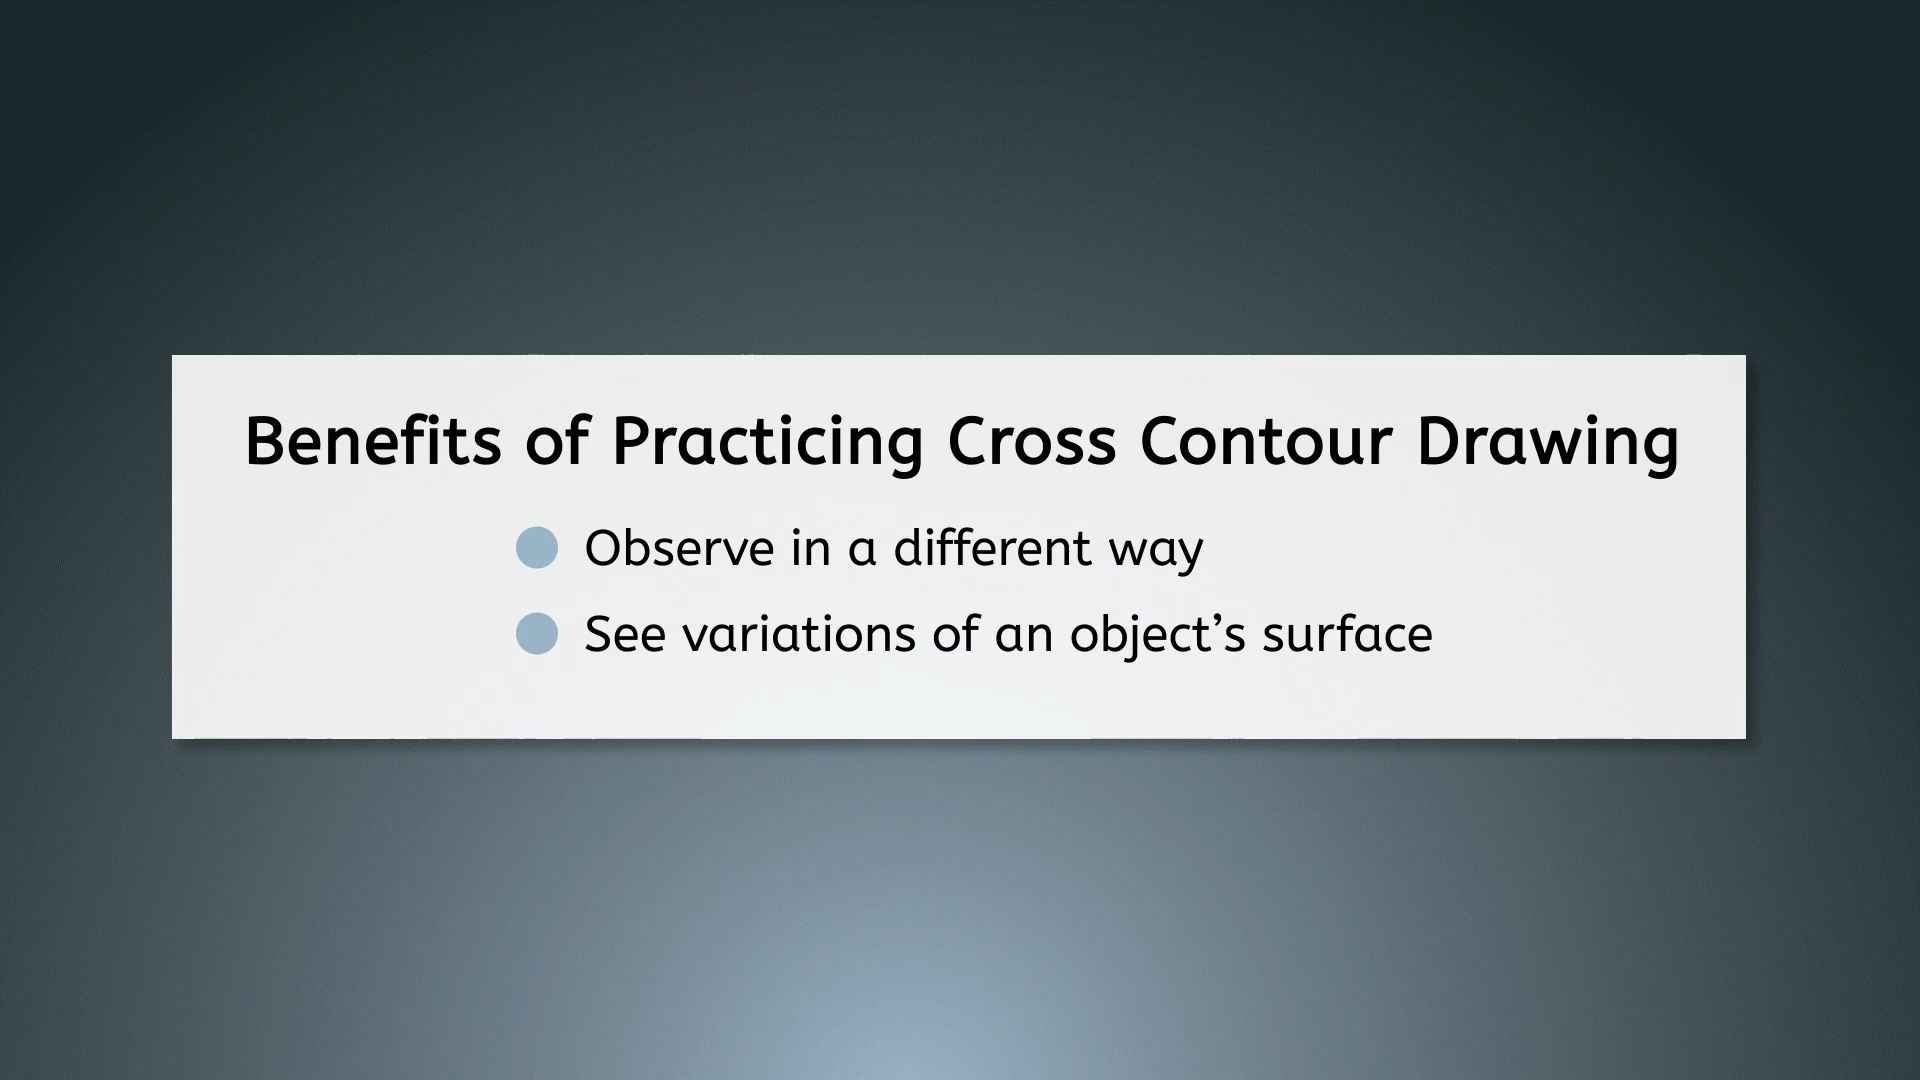 Benefits of Practicing Cross Contour Drawing
Observe in a different way
See variations of an object’s surface